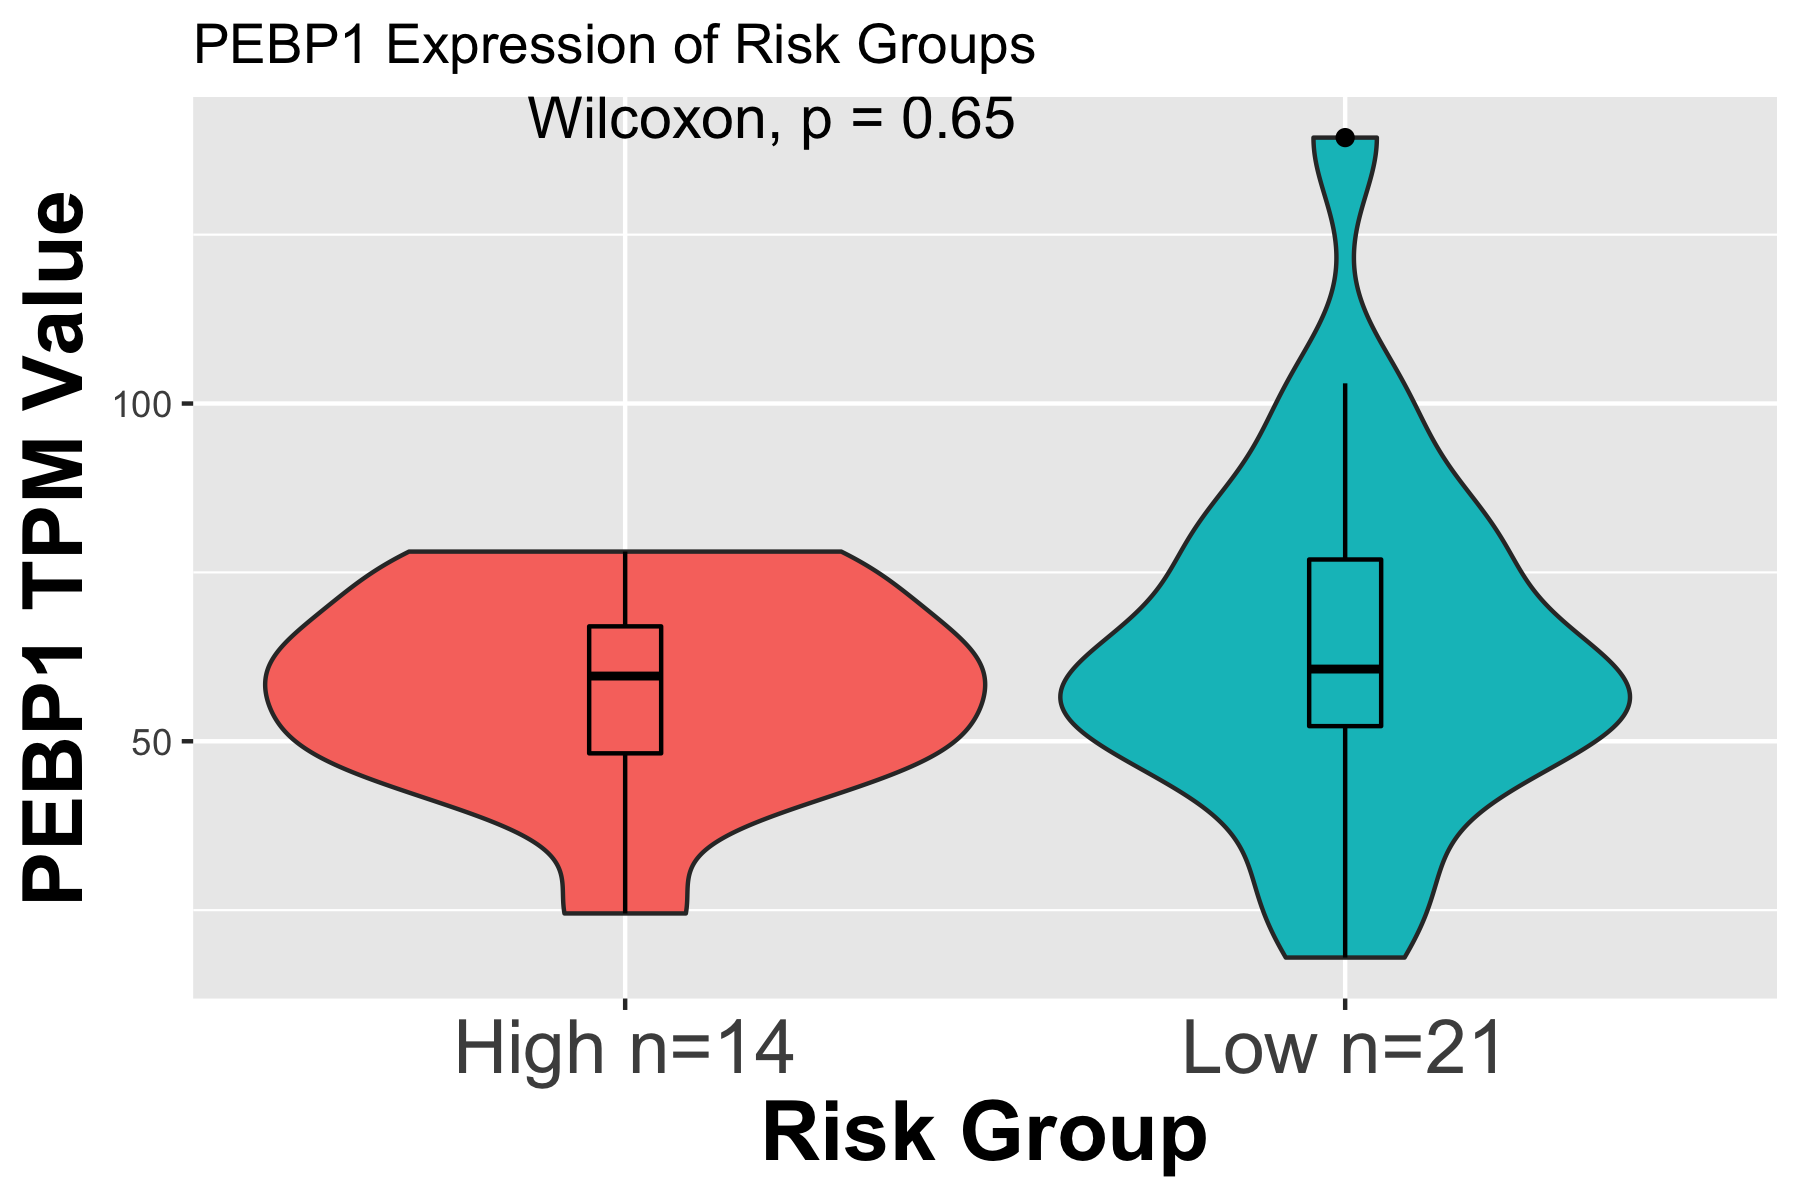 PEBP1 Expression of Risk Groups
Wilcoxon, p = 0.65
PEBP1 TPM Value
100
50
High n=14
Low n=21
Risk Group